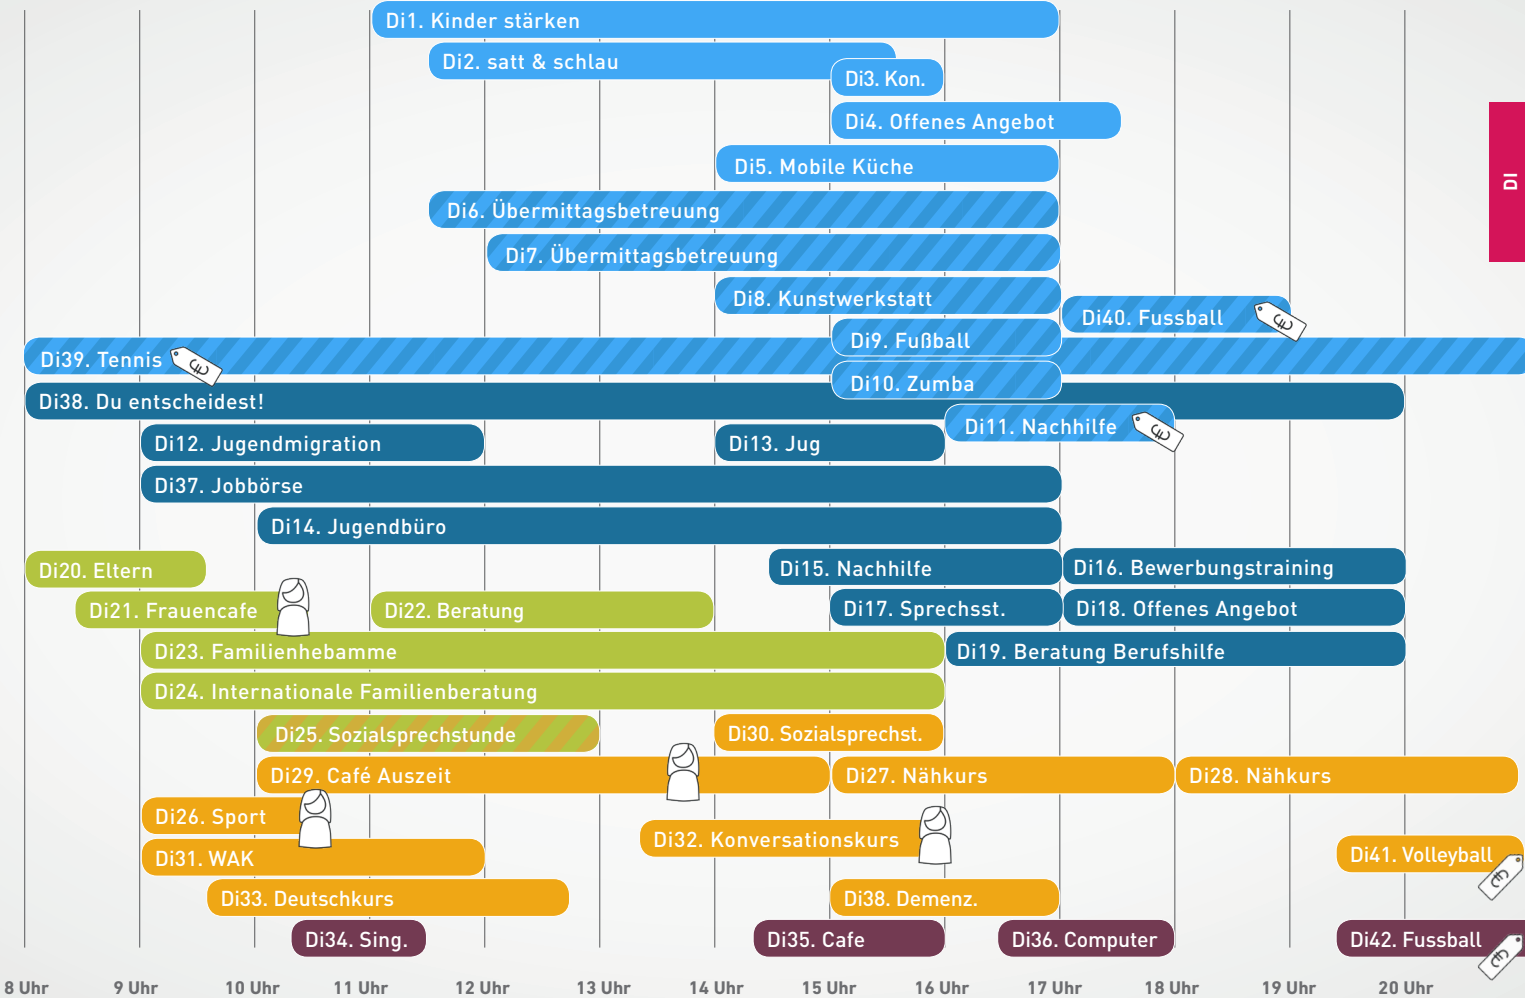 Di1. Kinder stärken
Di2. satt & schlau
Di3. Kon.
Di4. Offenes Angebot
DI
Di5. Mobile Küche
Di6. Übermittagsbetreuung
Di7. Übermittagsbetreuung
Di8. Kunstwerkstatt
Di40. Fussball €
Di9. Fußball
Di39. Tennis €
Di10. Zumba
Di38. Du entscheidest!
Di11. Nachhilfe €
Di12. Jugendmigration
Di13. Jug
Di37. Jobbörse
Di14. Jugendbüro
Di20. Eltern
Di15. Nachhilfe
Di16. Bewerbungstraining
Di21. Frauencafe
Di22. Beratung
Di17. Sprechsst.
Di18. Offenes Angebot
Di23. Familienhebamme
Di19. Beratung Berufshilfe
Di24. Internationale Familienberatung
Di25. Sozialsprechstunde
Di30. Sozialsprechst.
Di29. Café Auszeit
Di27. Nähkurs
Di28. Nähkurs
Di26. Sport
Di32. Konversationskurs
Di31. WAK
Di41. Volleyball €
Di33. Deutschkurs
Di38. Demenz.
Di34. Sing.
Di35. Cafe
Di36. Computer
Di42. Fussball €
8 Uhr 9 Uhr 10 Uhr 11 Uhr 12 Uhr 13 Uhr 14 Uhr 15 Uhr 16 Uhr 17 Uhr 18 Uhr 19 Uhr 20 Uhr